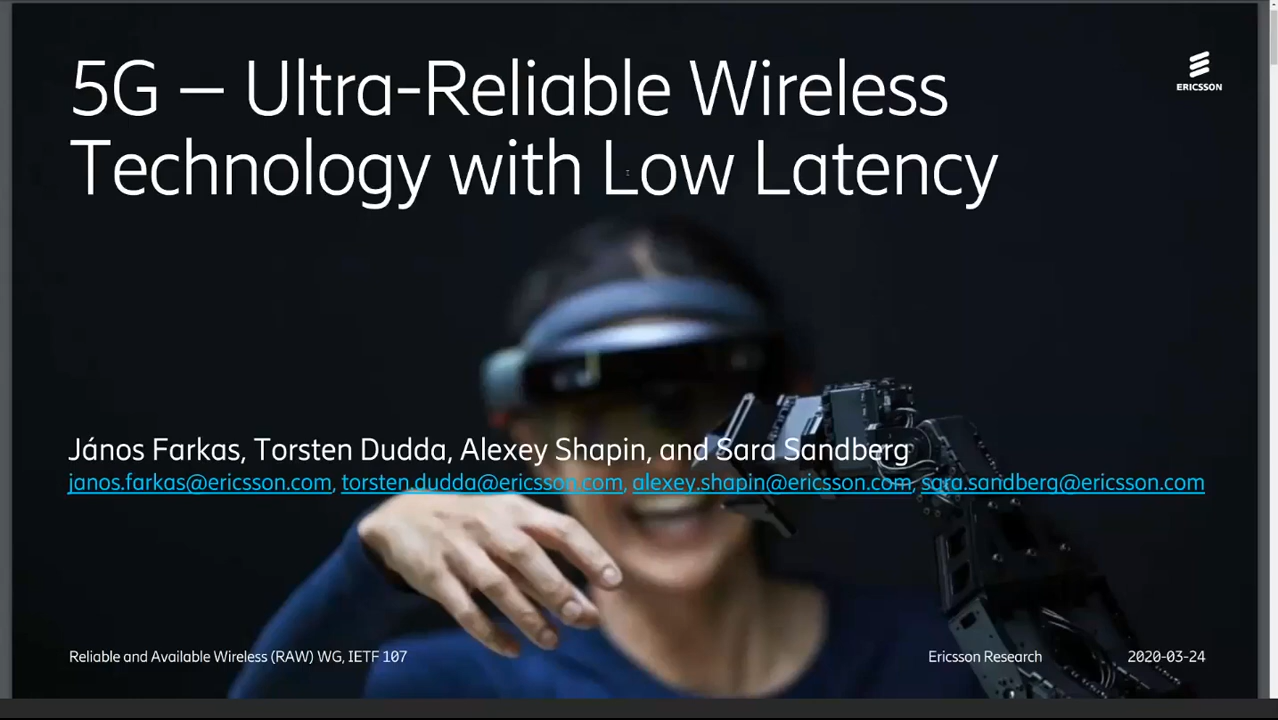 5G – Ultra-Reliable Wireless
Technology with Low Latency
ERICSSON
János Farkas, Torsten Dudda, Alexey Shapin, and Sara Sandberg
janos.farkas@ericsson.com, torsten.dudda@ericsson.com, alexey.shapin@ericsson.com, sara.sandberg@ericsson.com
Reliable and Available Wireless (RAW) WG, IETF 107
Ericsson Research
2020-03-24